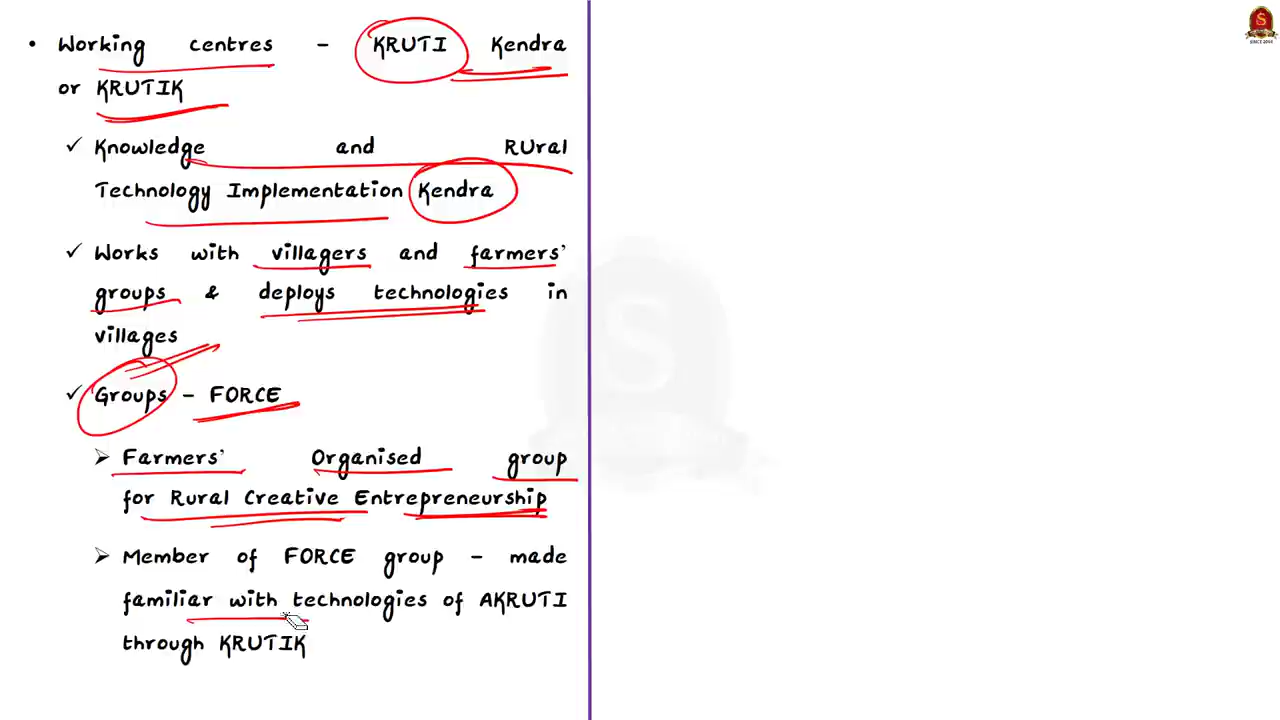 • Working centres - KRUTI Kendra
or KRUTIK
✓ Knowledge and RUral
Technology Implementation Kendra
✓ Works with villagers and farmers'
groups & deploys technologies in
villages
✓ Groups - FORCE
➢ Farmers' Organised group
for Rural Creative Entrepreneurship
➢ Member of FORCE group - made
familiar with technologies of AKRUTI
through KRUTIK
S
SINCE 2004